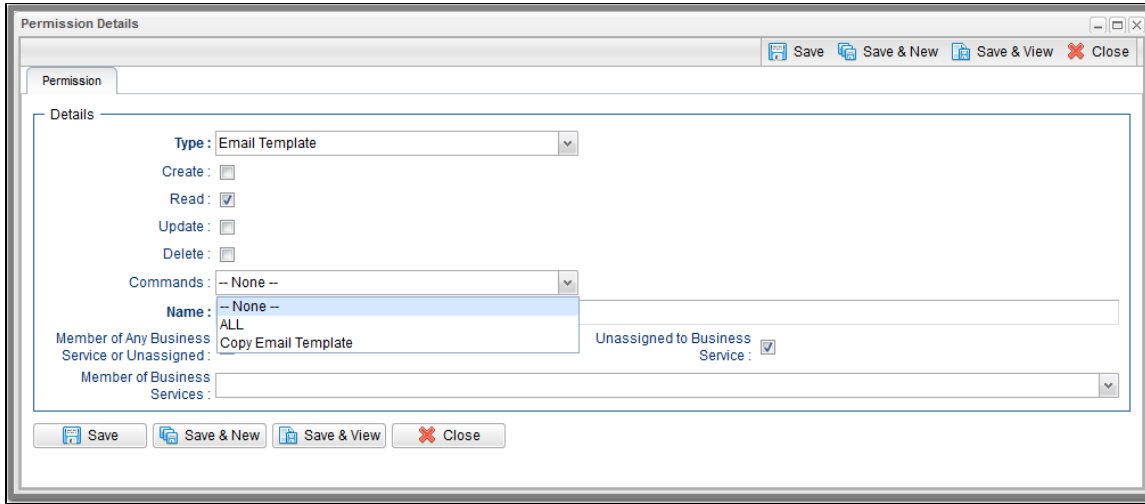 Permission Details
Save Save & New Save & View Close
Permission
Details
Type : Email Template
Create :
Read :
Update :
Delete :
Commands : -- None --
Name : -- None --
ALL
Copy Email Template
Member of Any Business
Service or Unassigned :
Unassigned to Business
Service :
Member of Business
Services :
Save Save & New Save & View Close